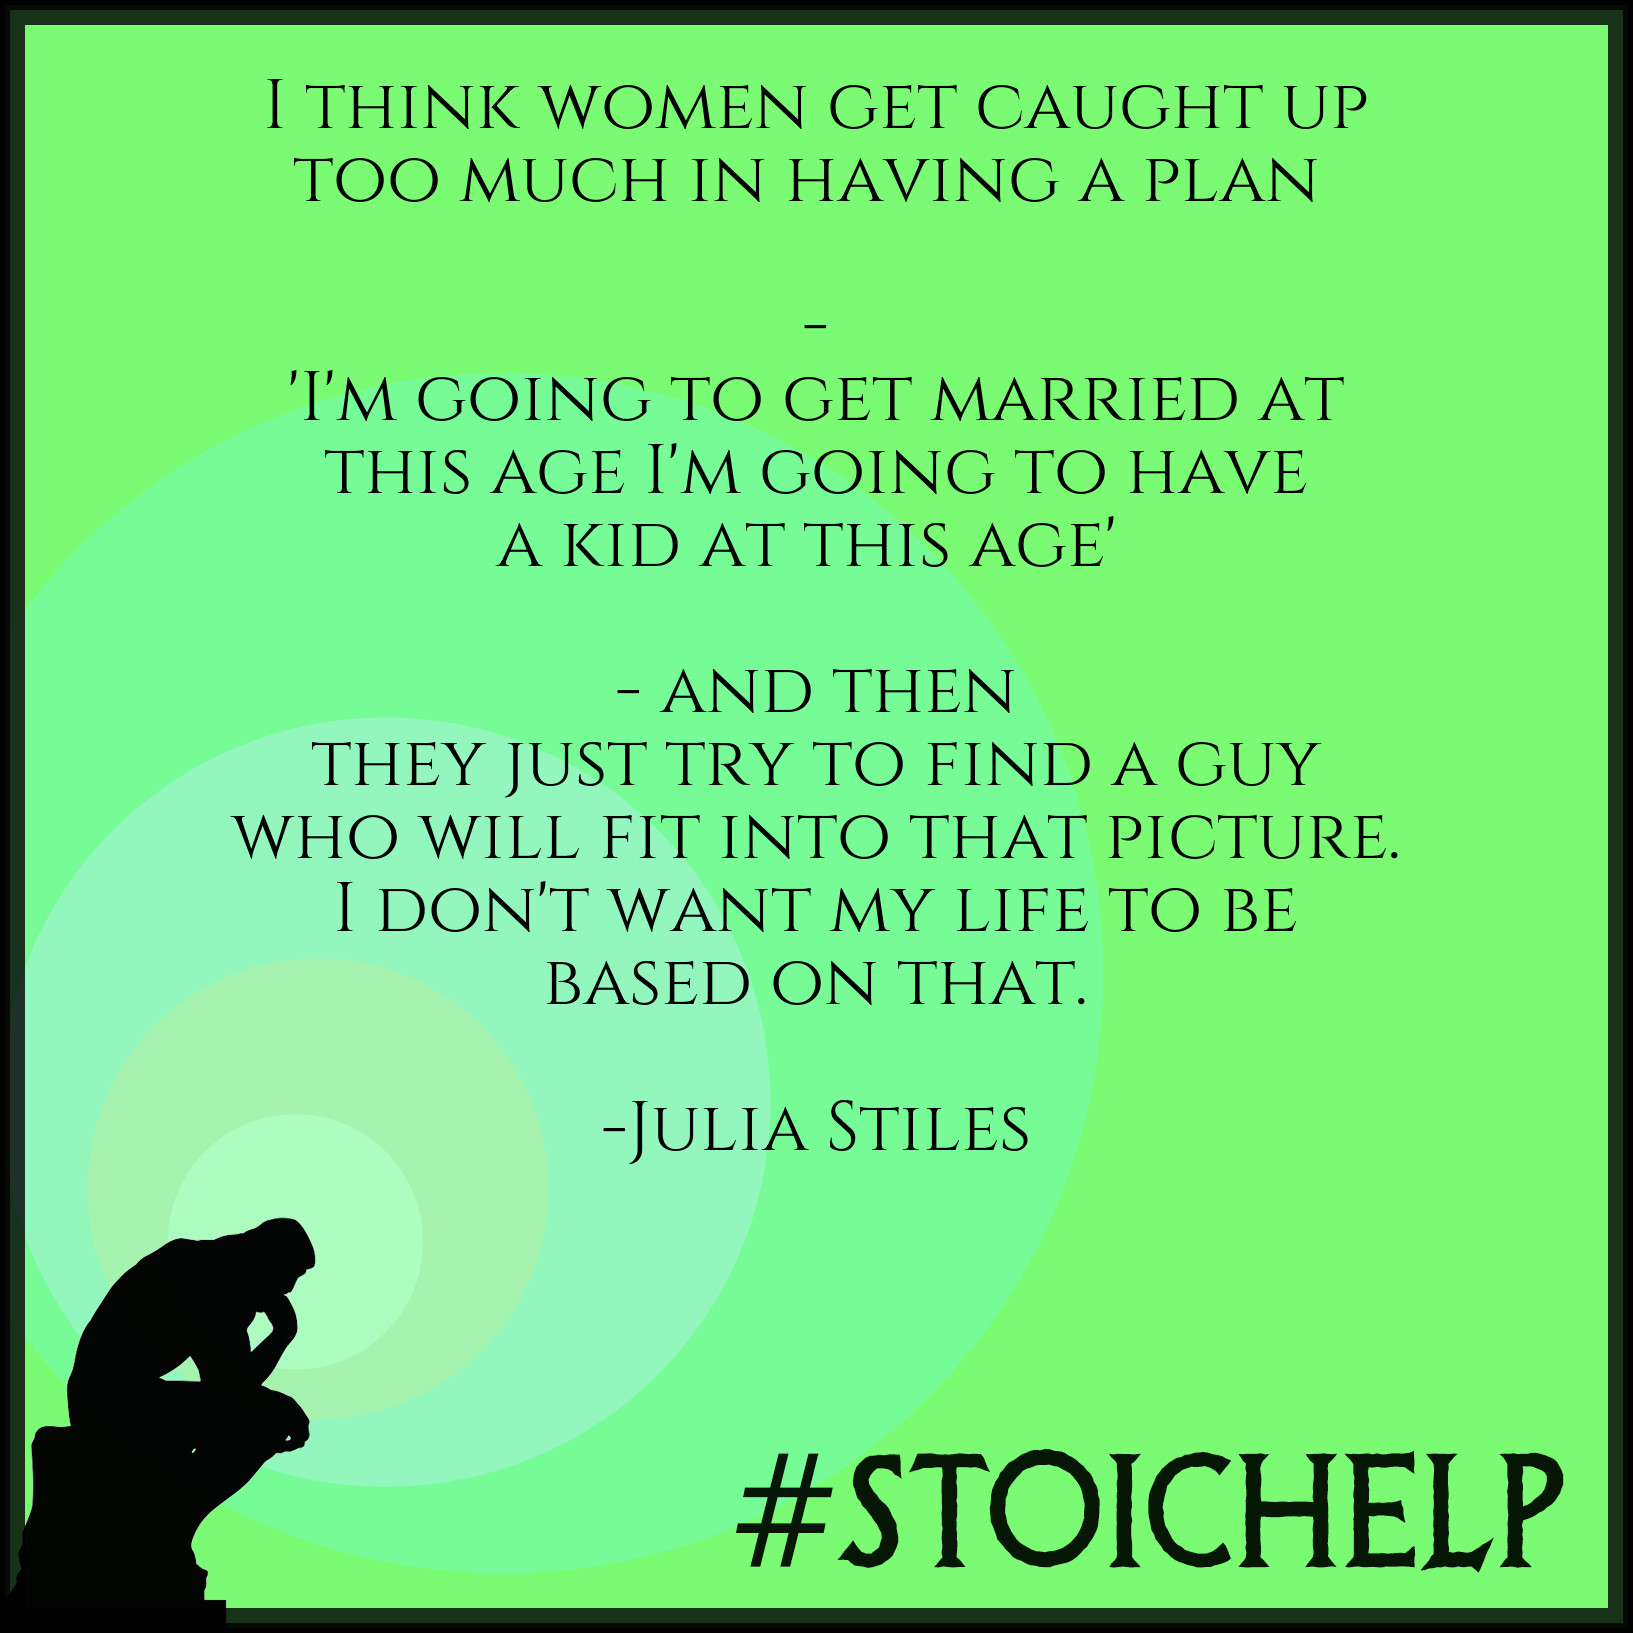 I think women get caught up
too much in having a plan
-
'I'm going to get married at
this age I'm going to have
a kid at this age'
- and then
they just try to find a guy
who will fit into that picture.
I don't want my life to be
based on that.
-Julia Stiles
#STOICHELP